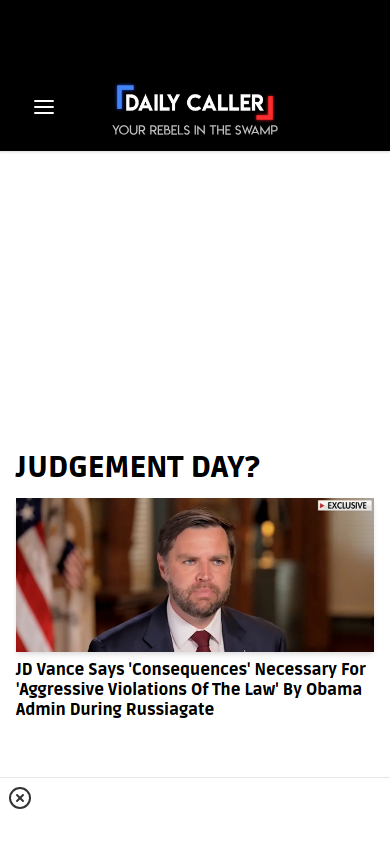 DAILY CALLER
YOUR REBELS IN THE SWAMP
JUDGEMENT DAY?
EXCLUSIVE
JD Vance Says 'Consequences' Necessary For
'Aggressive Violations Of The Law' By Obama
Admin During Russiagate